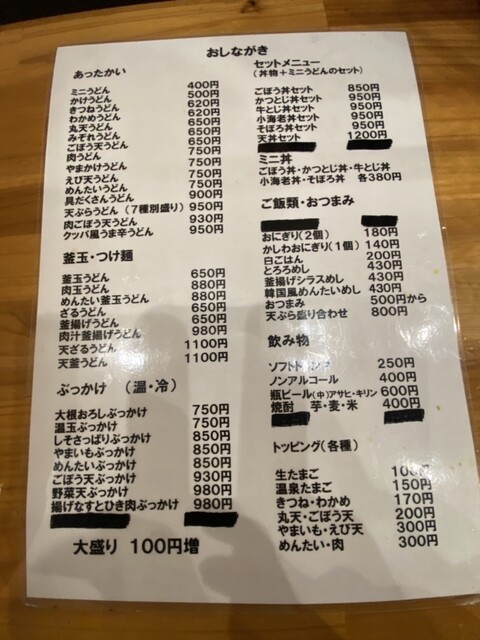 おしながき
あったかい
ミニうどん 400円
かけうどん 500円
きつねうどん 620円
わかめうどん 620円
丸天うどん 650円
みぞれうどん 650円
ごぼう天うどん 650円
肉うどん 750円
やまかけうどん 750円
えび天うどん 750円
めんたいうどん 750円
具だくさんうどん 900円
天ぷらうどん（7種別盛り） 950円
肉ごぼう天うどん 930円
クッパ風うま辛うどん 950円
釜玉・つけ麺
釜玉うどん 650円
肉玉うどん 880円
めんたい釜玉うどん 880円
ざるうどん 650円
釜揚げうどん 650円
肉汁釜揚げうどん 980円
天ざるうどん 1100円
天釜うどん 1100円
ぶっかけ （温・冷）
大根おろしぶっかけ 750円
温玉ぶっかけ 750円
しそさっぱりぶっかけ 850円
やまいもぶっかけ 850円
めんたいぶっかけ 850円
ごぼう天ぶっかけ 930円
野菜天ぶっかけ 980円
揚げなすとひき肉ぶっかけ 980円
大盛り 100円増
セットメニュー
（丼物＋ミニうどんのセット）
ごぼう丼セット 850円
かつとじ丼セット 950円
牛とじ丼セット 950円
小海老丼セット 950円
そぼろ丼セット 950円
天丼セット 1200円
ミニ丼
ごぼう丼・かつとじ丼・牛とじ丼
小海老丼・そぼろ丼 各380円
ご飯類・おつまみ
おにぎり（2個） 180円
かしわおにぎり（1個） 140円
白ごはん 200円
とろろめし 430円
釜揚げシラスめし 430円
韓国風めんたいめし 430円
おつまみ 500円から
天ぷら盛り合わせ 800円
飲み物
ソフトドリンク 250円
ノンアルコール 400円
瓶ビール（中）アサヒ・キリン 600円
焼酎 芋・麦・米 400円
トッピング（各種）
生たまご 100円
温泉たまご 150円
きつね・わかめ 170円
丸天・ごぼう天 200円
やまいも・えび天 300円
めんたい・肉 300円